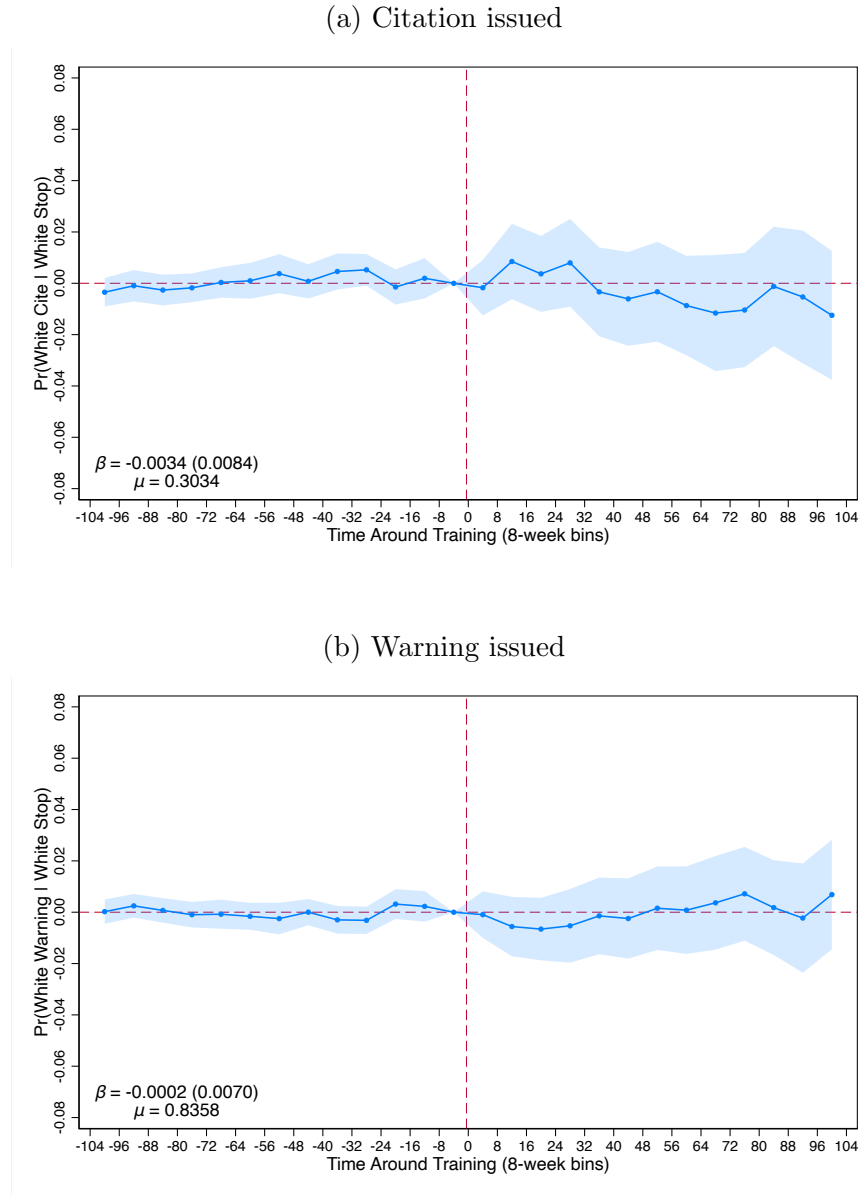 (a) Citation issued
0.08
0.06
0.04
0.02
0.00
-0.02
-0.04
-0.06
-0.08
Pr(White Cite | White Stop)
β = -0.0034 (0.0084)
μ = 0.3034
-104 -96 -88 -80 -72 -64 -56 -48 -40 -32 -24 -16 -8 0 8 16 24 32 40 48 56 64 72 80 88 96 104
Time Around Training (8-week bins)
(b) Warning issued
0.08
0.06
0.04
0.02
0.00
-0.02
-0.04
-0.06
-0.08
Pr(White Warning | White Stop)
β = -0.0002 (0.0070)
μ = 0.8358
-104 -96 -88 -80 -72 -64 -56 -48 -40 -32 -24 -16 -8 0 8 16 24 32 40 48 56 64 72 80 88 96 104
Time Around Training (8-week bins)